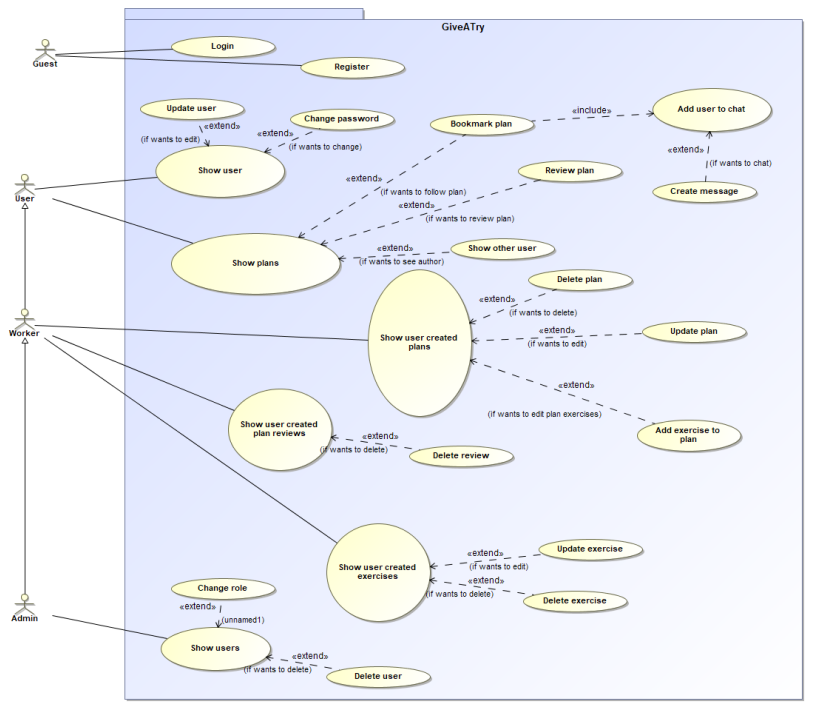 GiveATry
Login
Guest
Register
Update user
«extend»
(if wants to edit)
Change password
«extend»
(if wants to change)
Bookmark plan
«include»
Add user to chat
«extend»
(if wants to chat)
Create message
Show user
User
«extend»
(if wants to follow plan)
Review plan
«extend»
(if wants to review plan)
Show plans
«extend»
(if wants to see author)
Show other user
Delete plan
«extend»
(if wants to delete)
Worker
Show user created
plans
«extend»
(if wants to edit)
Update plan
«extend»
(if wants to edit plan exercises)
Add exercise to
plan
Show user created
plan reviews
«extend»
(if wants to delete)
Delete review
Show user created
exercises
«extend»
(if wants to edit)
Update exercise
«extend»
(if wants to delete)
Delete exercise
Change role
«extend»
(unnamed1)
Admin
Show users
«extend»
(if wants to delete)
Delete user